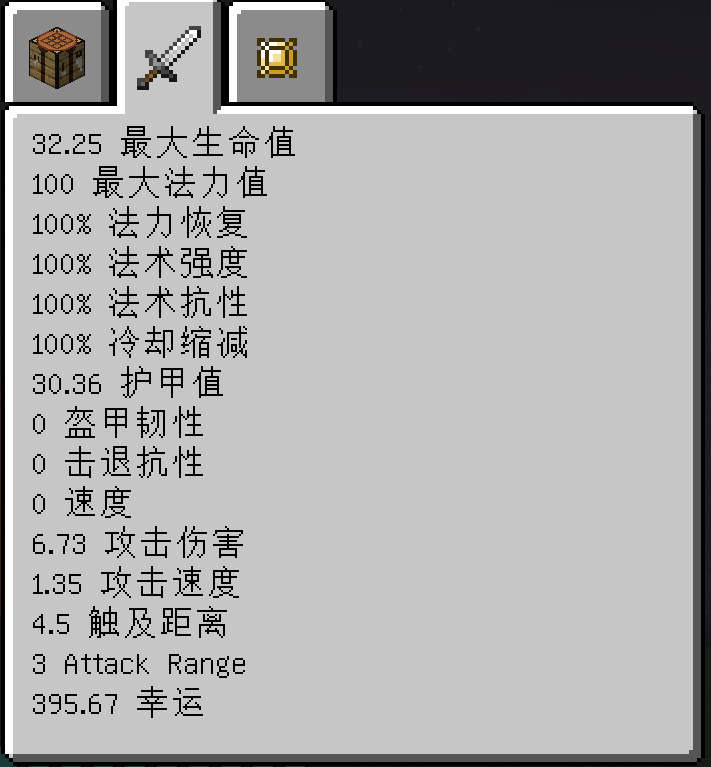 32.25 最大生命值
100 最大法力值
100% 法力恢复
100% 法术强度
100% 法术抗性
100% 冷却缩减
30.36 护甲值
0 盔甲韧性
0 击退抗性
0 速度
6.73 攻击伤害
1.35 攻击速度
4.5 触及距离
3 Attack Range
395.67 幸运